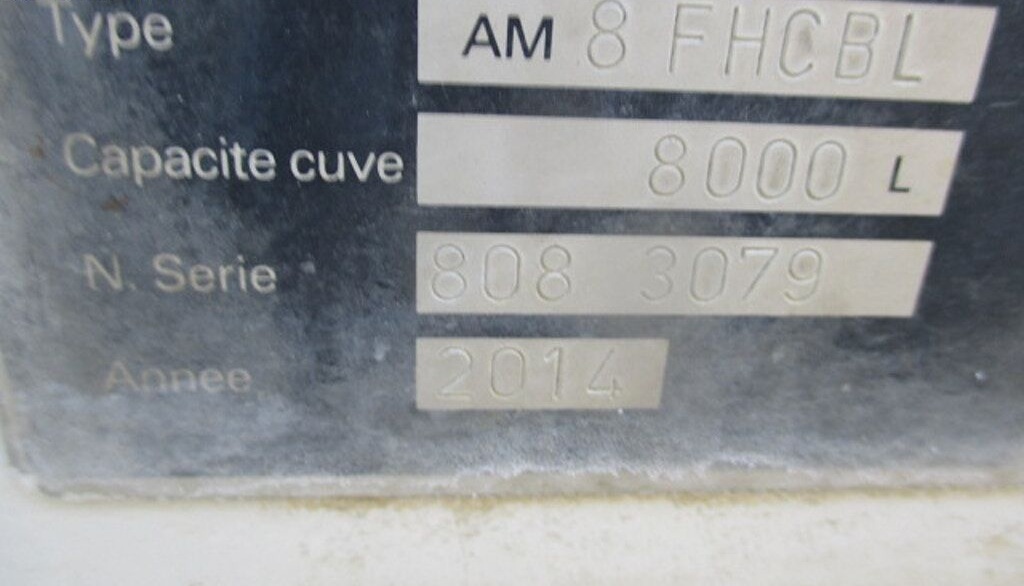 Type AM 8 FHCBL
Capacite cuve 8000 L
N. Serie 808 3079
Annee 2014